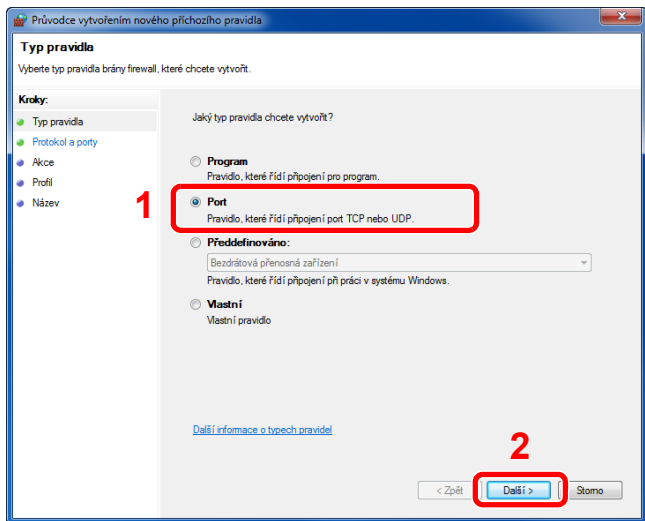 Průvodce vytvořením nového příchozího pravidla
Typ pravidla
Vyberte typ pravidla brány firewall, které chcete vytvořit.
Kroky:
Typ pravidla
Protokol a porty
Akce
Profil
Název
Jaký typ pravidla chcete vytvořit?
Program
Pravidlo, které řídí připojení pro program.
1
Port
Pravidlo, které řídí připojení port TCP nebo UDP.
Předdefinováno:
Bezdrátová přenosná zařízení
Pravidlo, které řídí připojení při práci v systému Windows.
Vlastní
Vlastní pravidlo
Další informace o typech pravidel
2
< Zpět
Další >
Storno